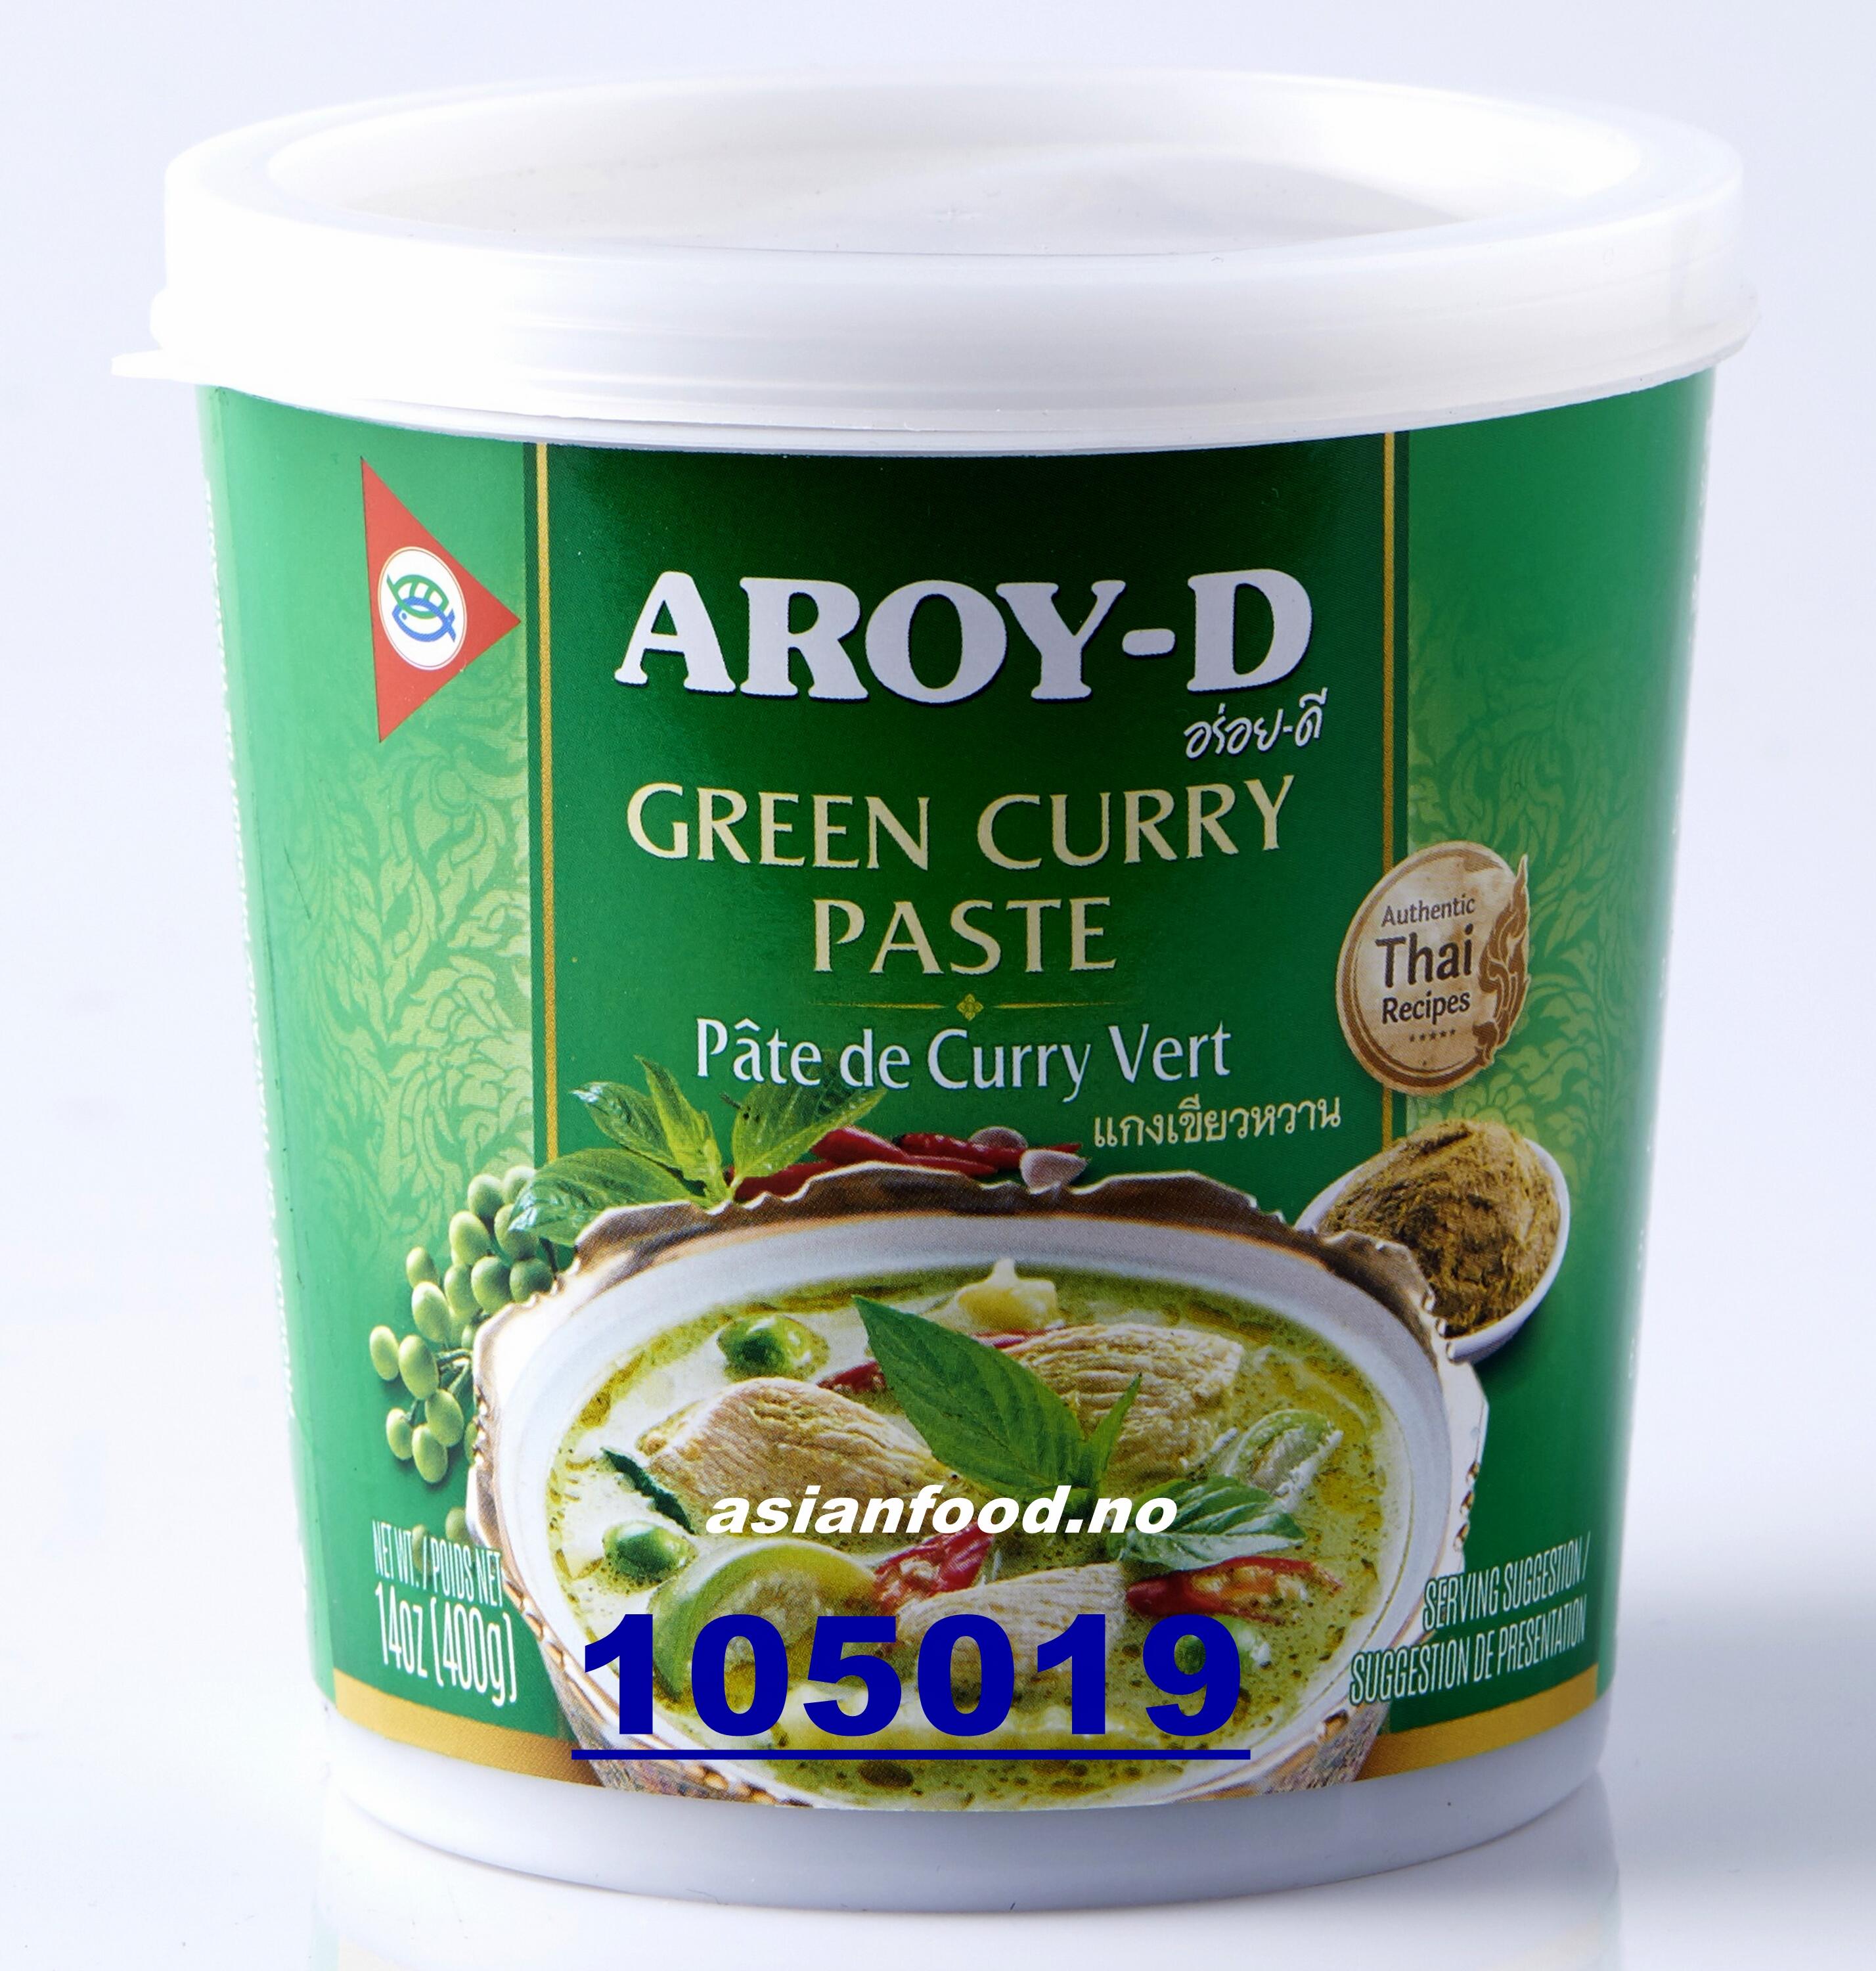 AROY-D
อร่อย-ดี
GREEN CURRY
PASTE
Pâte de Curry Vert
แกงเขียวหวาน
Authentic
Thai
Recipes
asianfood.no
NET WT. / POIDS NET
14oz (400g)
105019
SERVING SUGGESTION /
SUGGESTION DE PRESENTATION